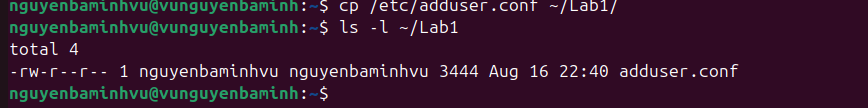 nguyenbaminhvu@vunguyenbaminh:~$ cp /etc/adduser.conf ~/Lab1/
nguyenbaminhvu@vunguyenbaminh:~$ ls -l ~/Lab1
total 4
-rw-r--r-- 1 nguyenbaminhvu nguyenbaminhvu 3444 Aug 16 22:40 adduser.conf
nguyenbaminhvu@vunguyenbaminh:~$